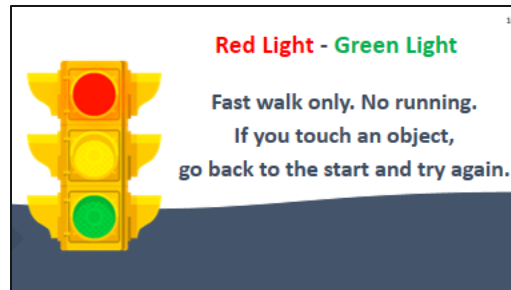 Red Light - Green Light
Fast walk only. No running.
If you touch an object,
go back to the start and try again.